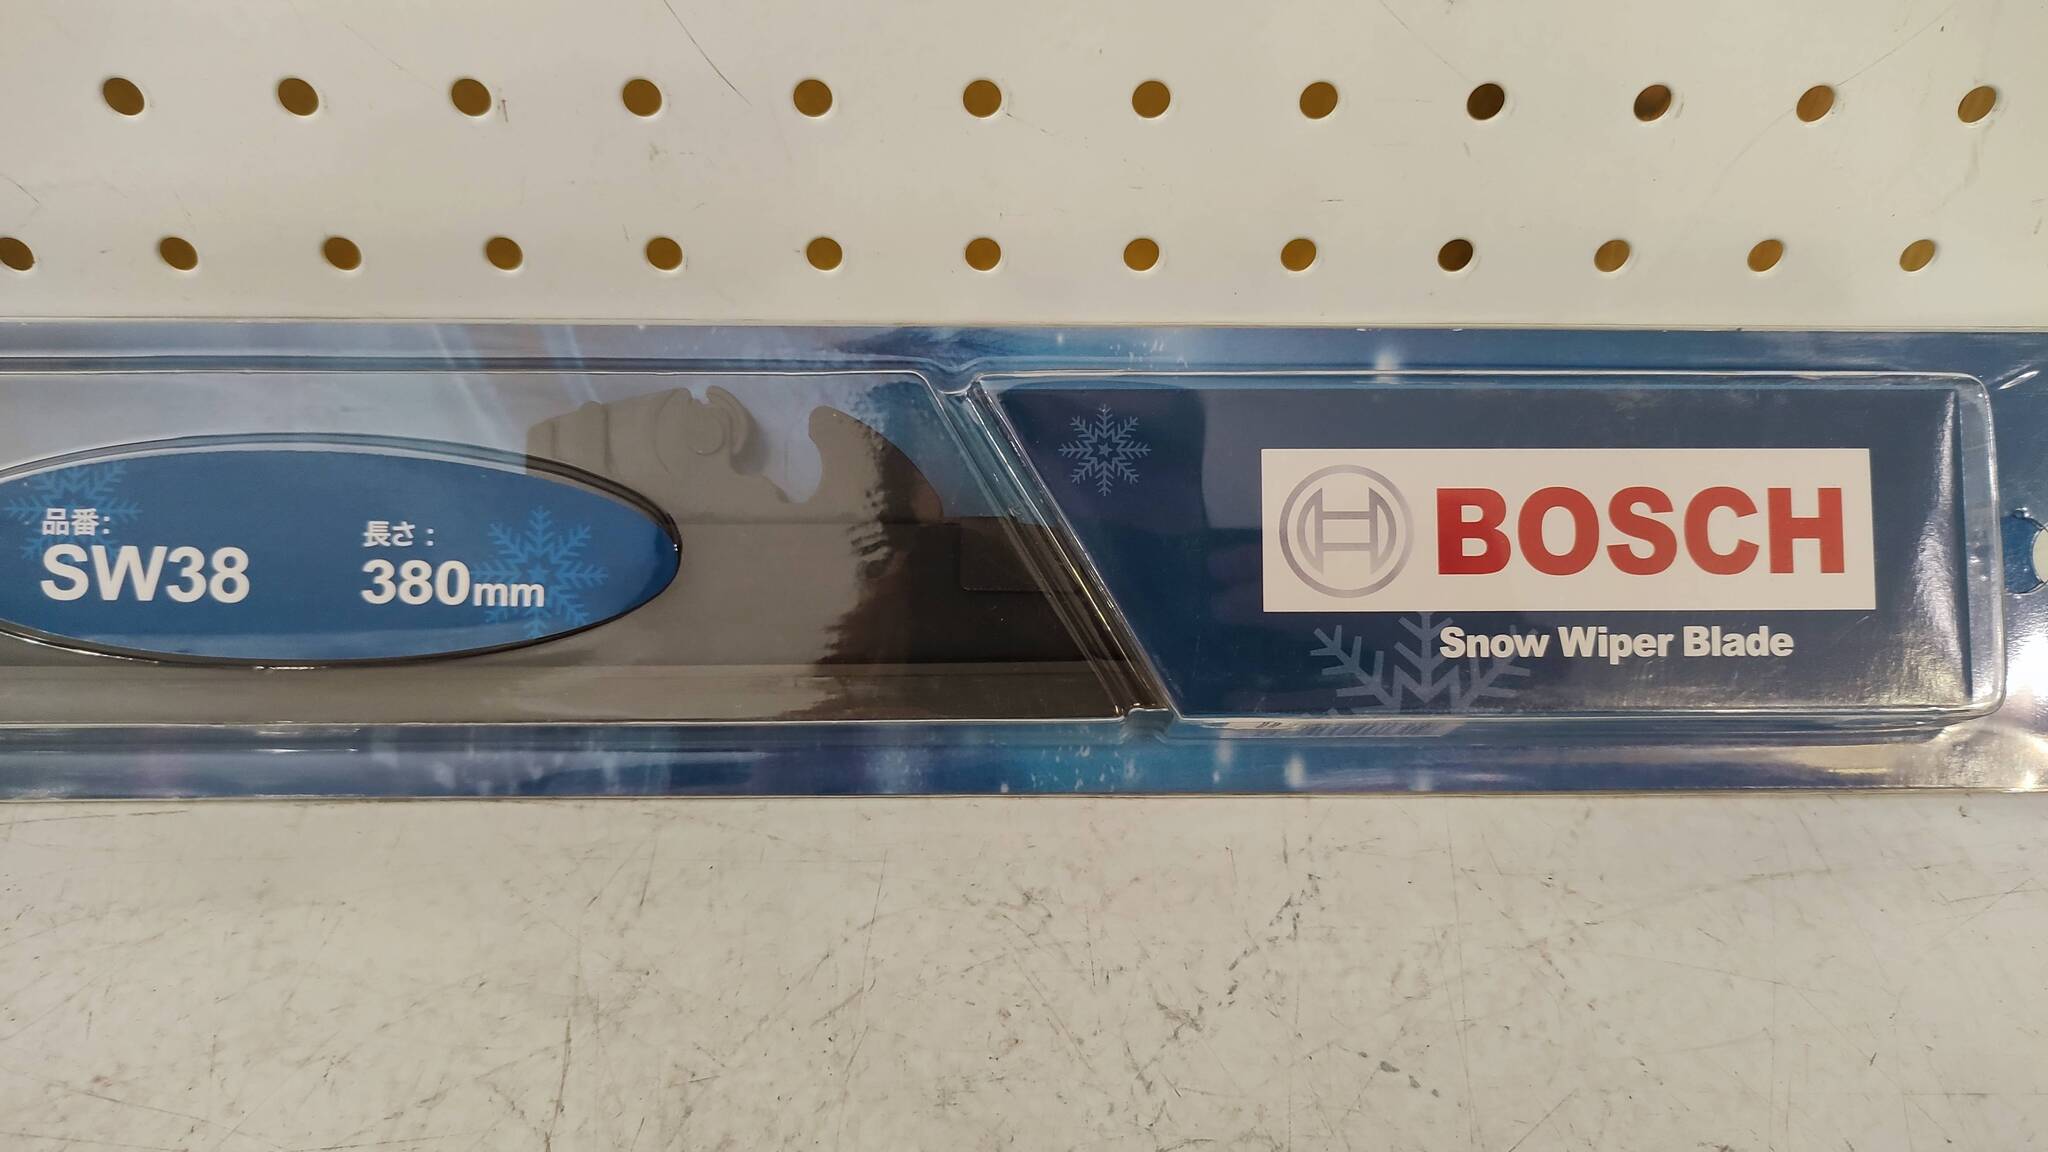 品番:
SW38
長さ:
380mm
BOSCH
Snow Wiper Blade